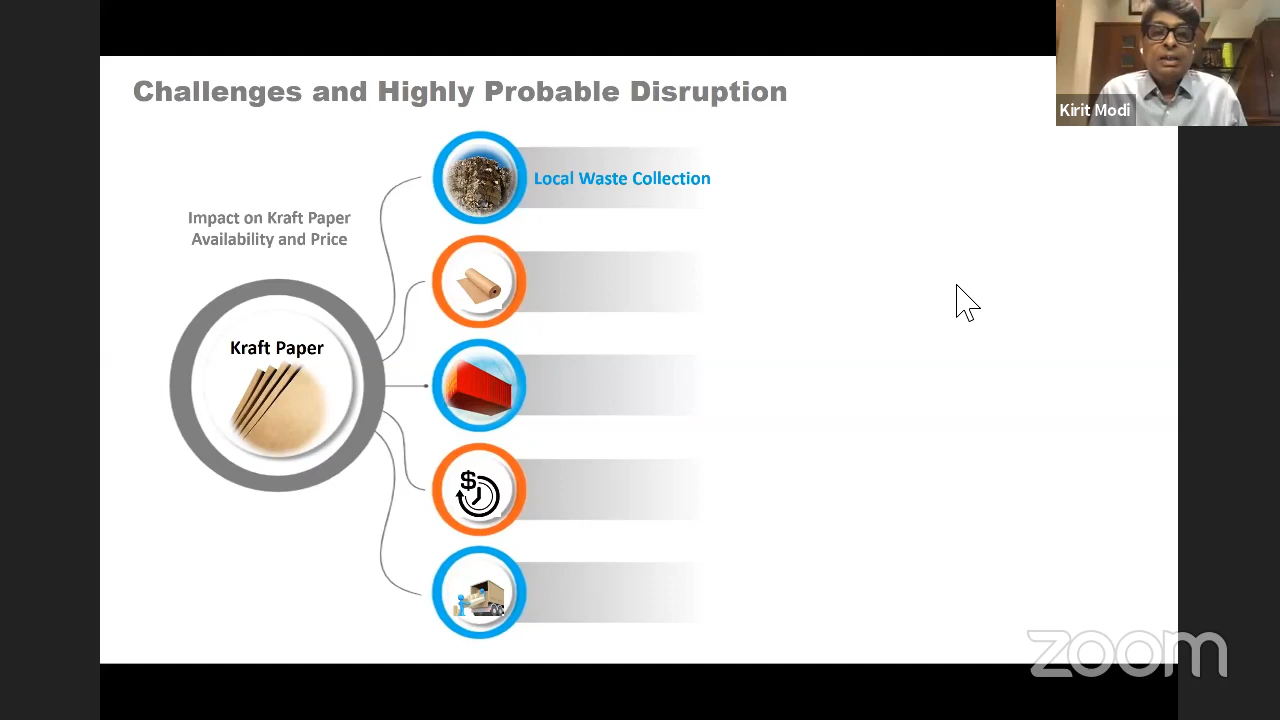 Challenges and Highly Probable Disruption
Kirit Modi
Local Waste Collection
Impact on Kraft Paper
Availability and Price
Kraft Paper
$
zoom